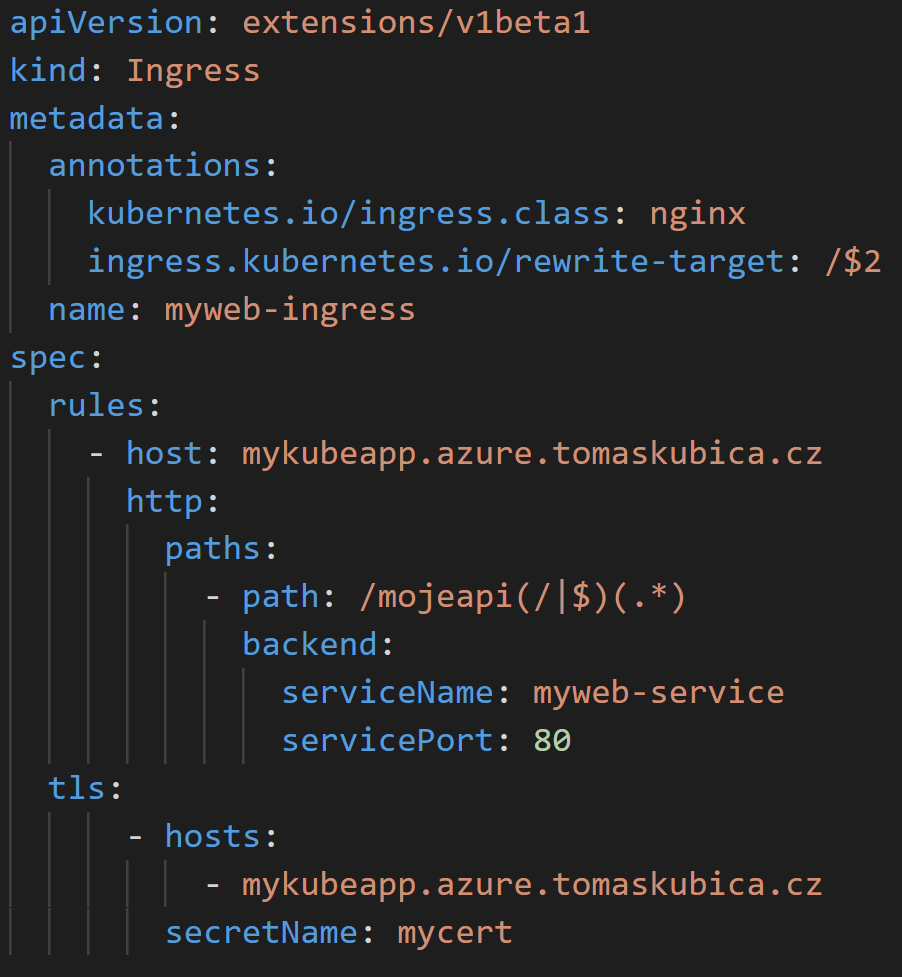 apiVersion: extensions/v1beta1
kind: Ingress
metadata:
  annotations:
    kubernetes.io/ingress.class: nginx
    ingress.kubernetes.io/rewrite-target: /$2
  name: myweb-ingress
spec:
  rules:
    - host: mykubeapp.azure.tomaskubica.cz
      http:
        paths:
          - path: /mojeapi(/|$)(.*)
            backend:
              serviceName: myweb-service
              servicePort: 80
  tls:
      - hosts:
          - mykubeapp.azure.tomaskubica.cz
        secretName: mycert